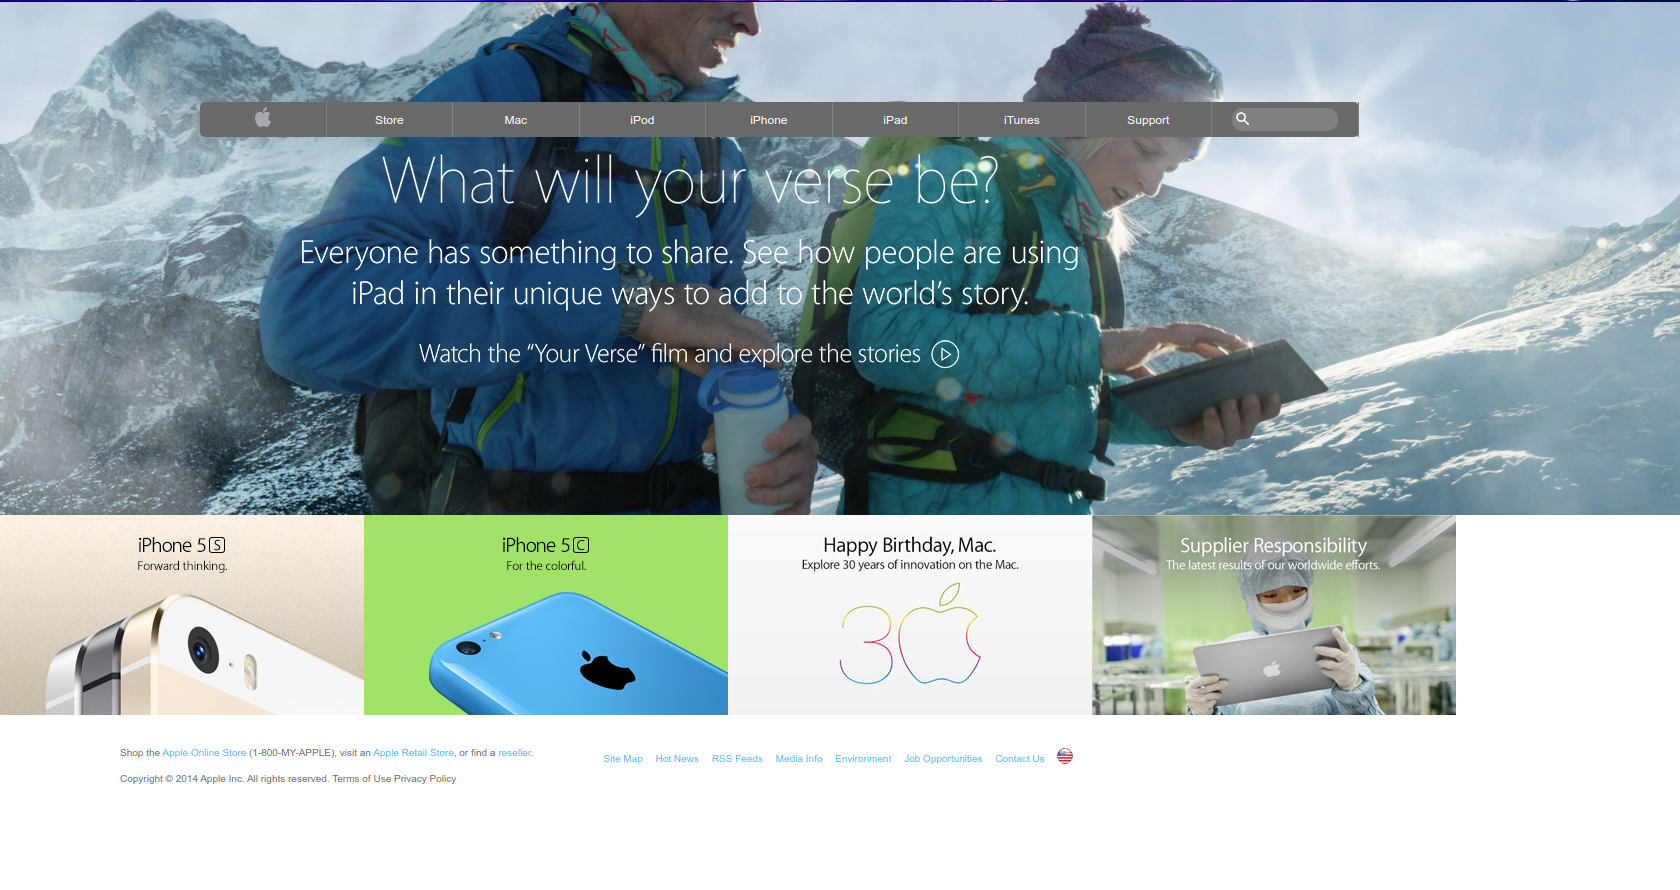 Store Mac iPod iPhone iPad iTunes Support
What will your verse be?
Everyone has something to share. See how people are using
iPad in their unique ways to add to the world’s story.
Watch the “Your Verse” film and explore the stories
iPhone 5S
Forward thinking.
iPhone 5C
For the colorful.
Happy Birthday, Mac.
Explore 30 years of innovation on the Mac.
30
Supplier Responsibility
The latest results of our worldwide efforts.
Shop the Apple Online Store (1-800-MY-APPLE), visit an Apple Retail Store, or find a reseller.
Site Map Hot News RSS Feeds Media Info Environment Job Opportunities Contact Us
Copyright © 2014 Apple Inc. All rights reserved. Terms of Use Privacy Policy